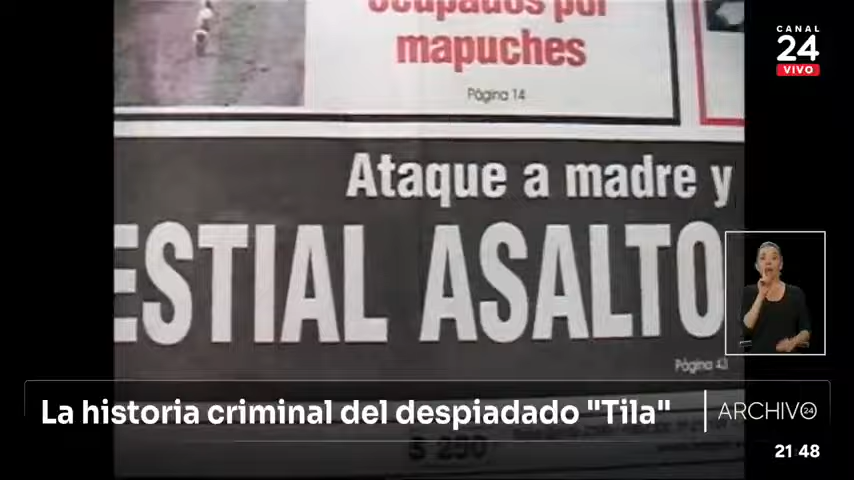 ocupados por
mapuches
Página 14
CANAL
24
VIVO
Ataque a madre y
ESTIAL ASALTO
Página 43
La historia criminal del despiadado "Tila"
ARCHIVO 24
$ 250
21:48